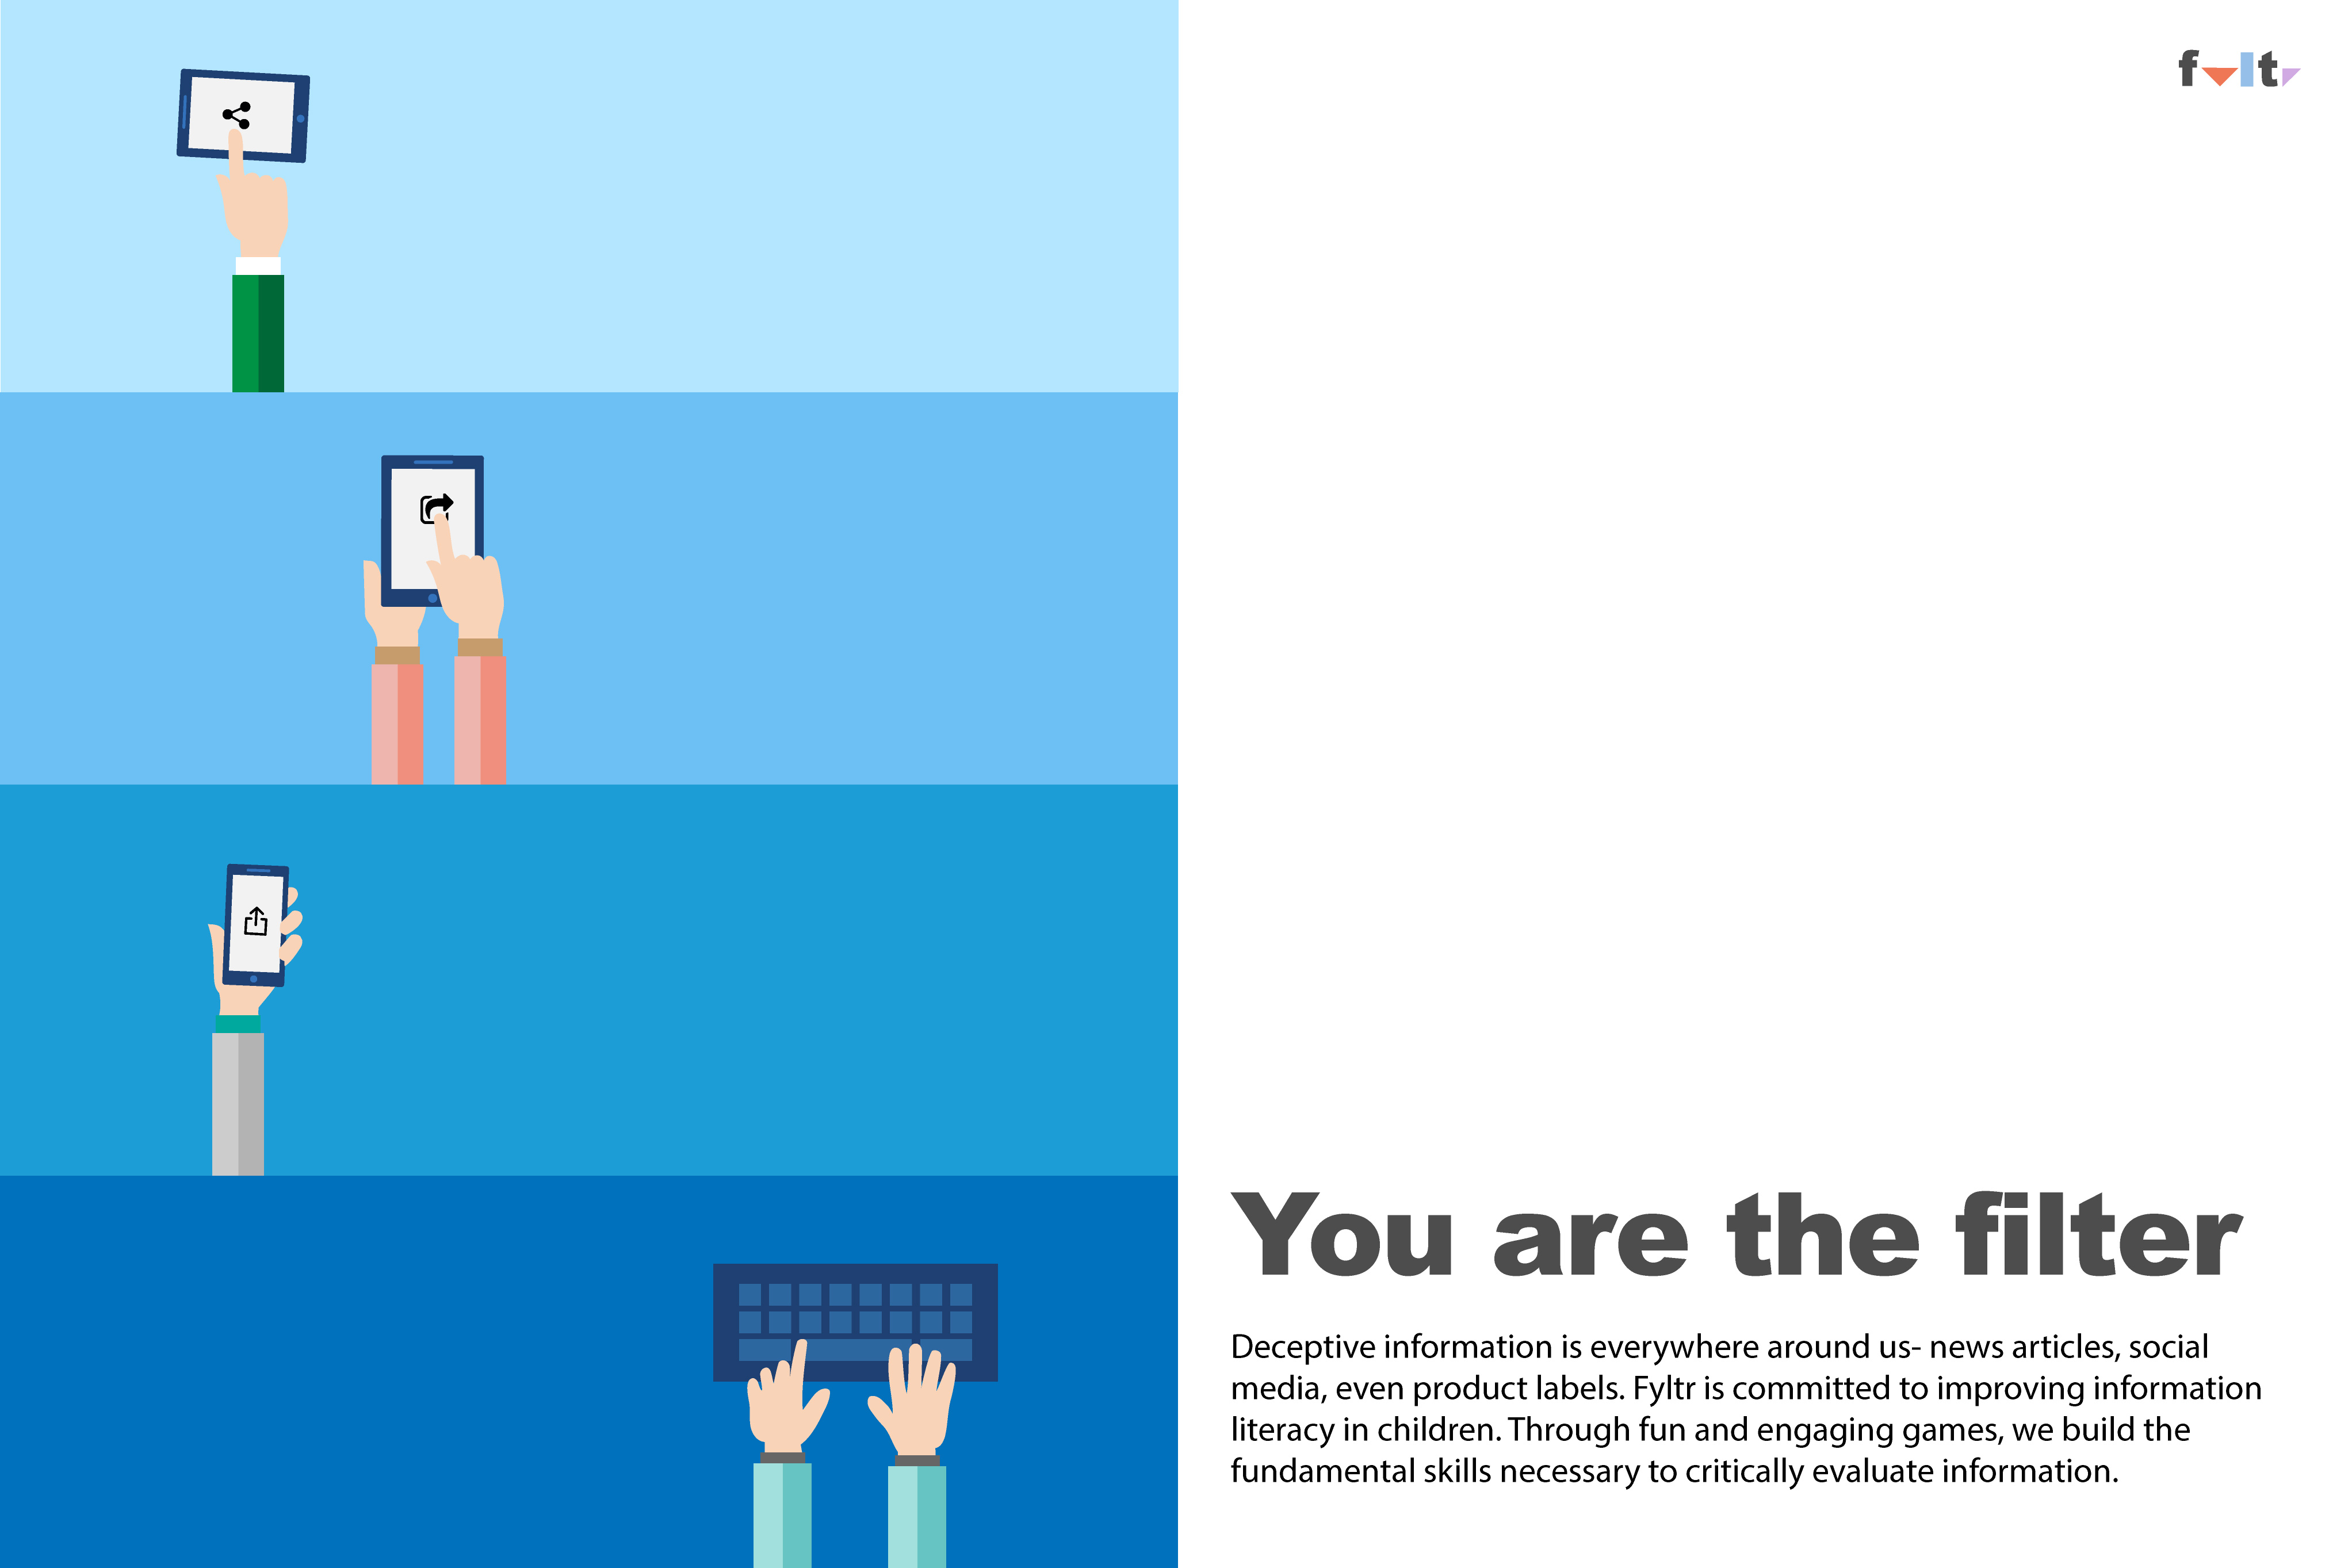 fyltr
You are the filter
Deceptive information is everywhere around us- news articles, social
media, even product labels. Fyltr is committed to improving information
literacy in children. Through fun and engaging games, we build the
fundamental skills necessary to critically evaluate information.